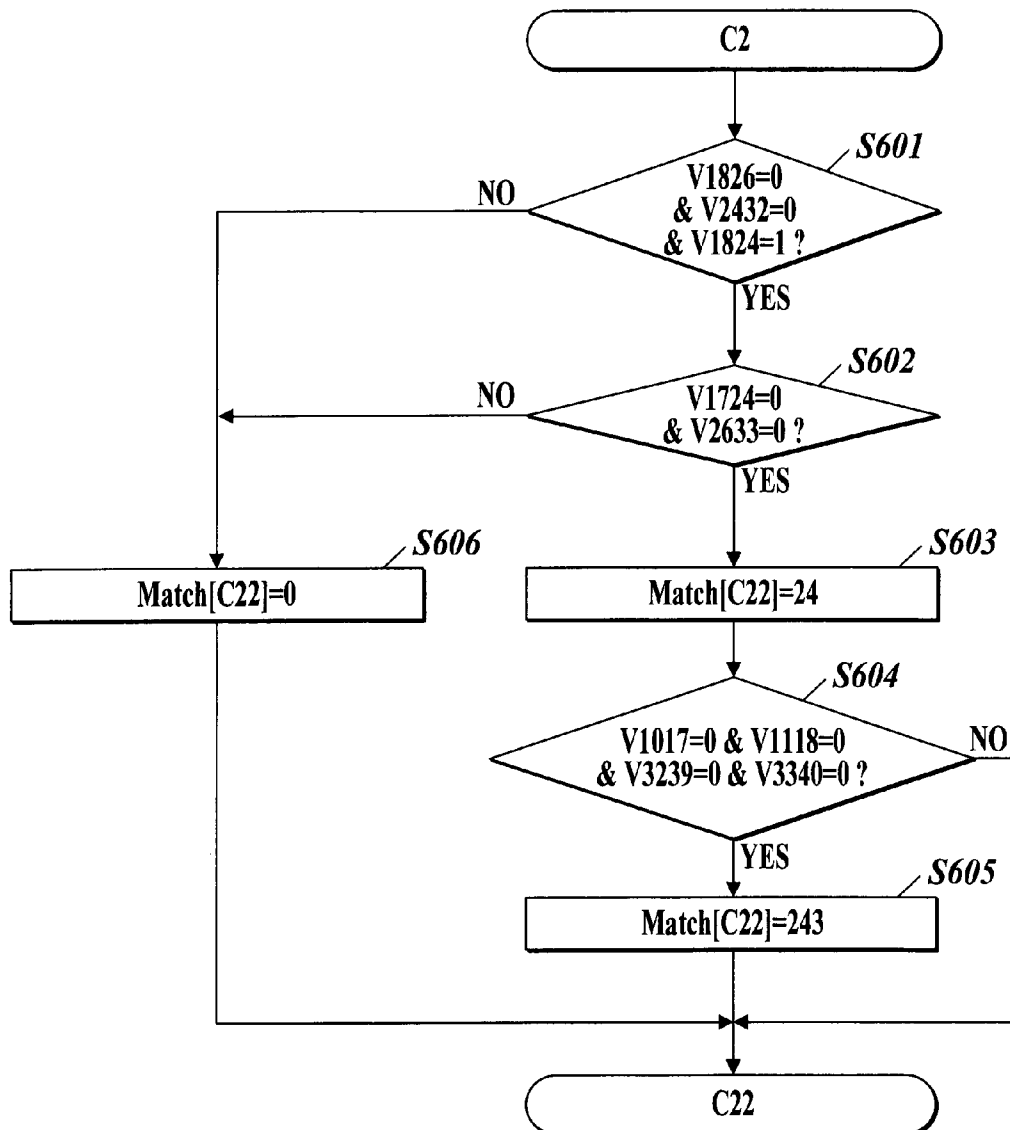 C2
S601
V1826=0
& V2432=0
& V1824=1 ?
NO
YES
S602
V1724=0
& V2633=0 ?
NO
YES
S606
Match[C22]=0
S603
Match[C22]=24
S604
V1017=0 & V1118=0
& V3239=0 & V3340=0 ?
NO
YES
S605
Match[C22]=243
C22